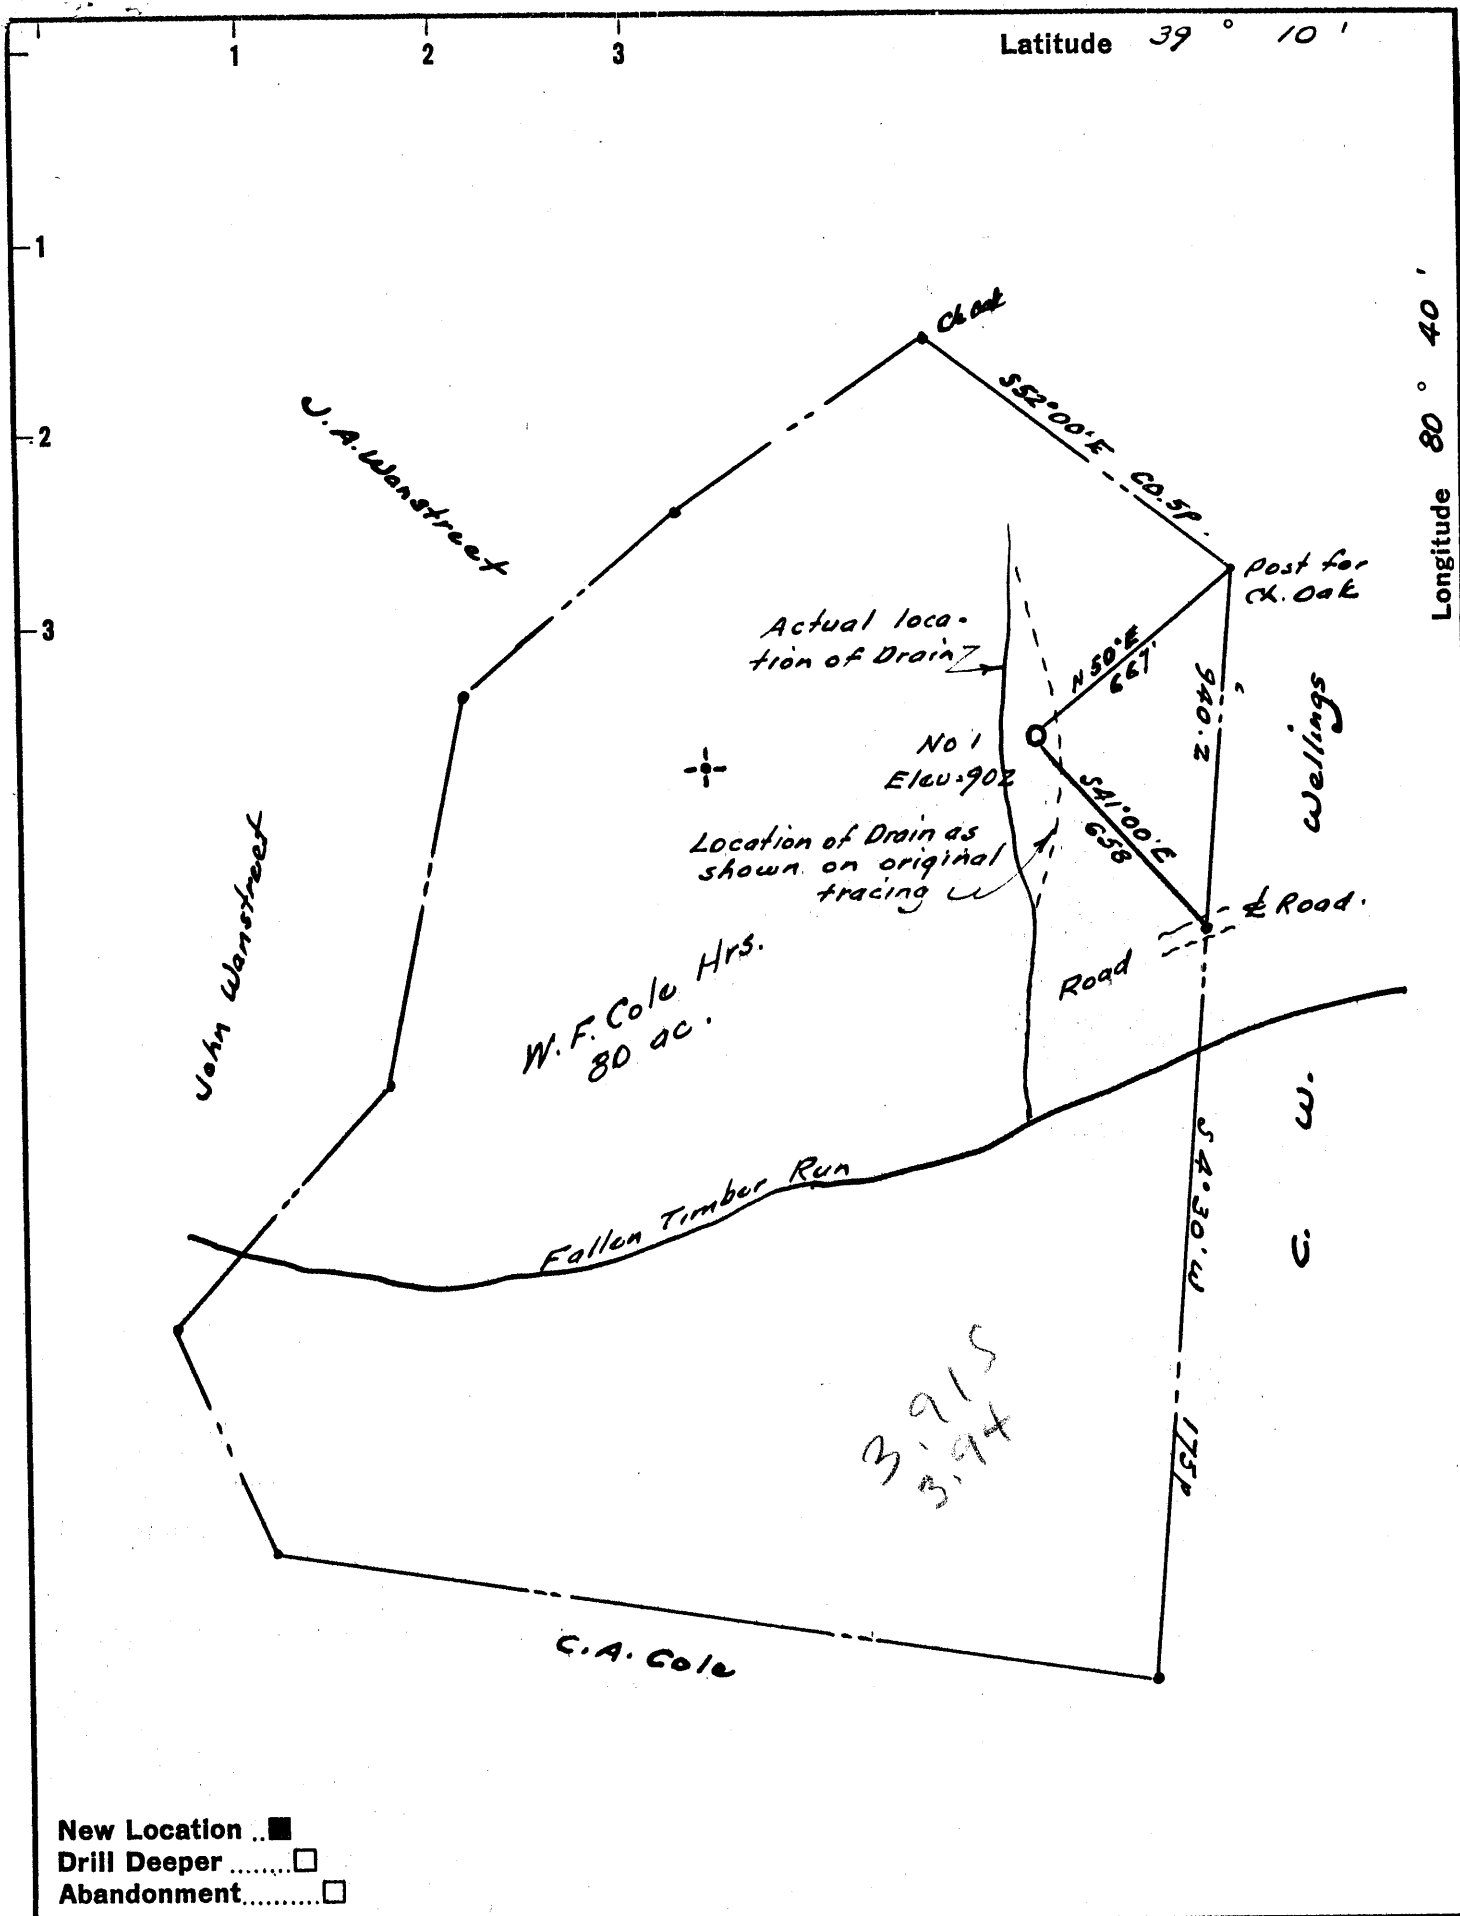 Latitude 39° 10'
1
2
3
1
2
3
Longitude 80° 40'
Ch Oak
S52°00'E CO.5P.
J.A. Wanstreet
Post for
Ch. Oak
Actual loca-
tion of Drain
N 50°E
667'
940.2'
No 1
Elev.902
S41°00'E
658
Location of Drain as
shown on original
tracing
C. W. Wellings
Road.
Road
John Wanstreet
W. F. Cole Hrs.
80 ac.
Fallen Timber Run
S 4°30'W 175P
3.915
3.94
C.A. Cole
New Location ..■
Drill Deeper ........□
Abandonment..........□